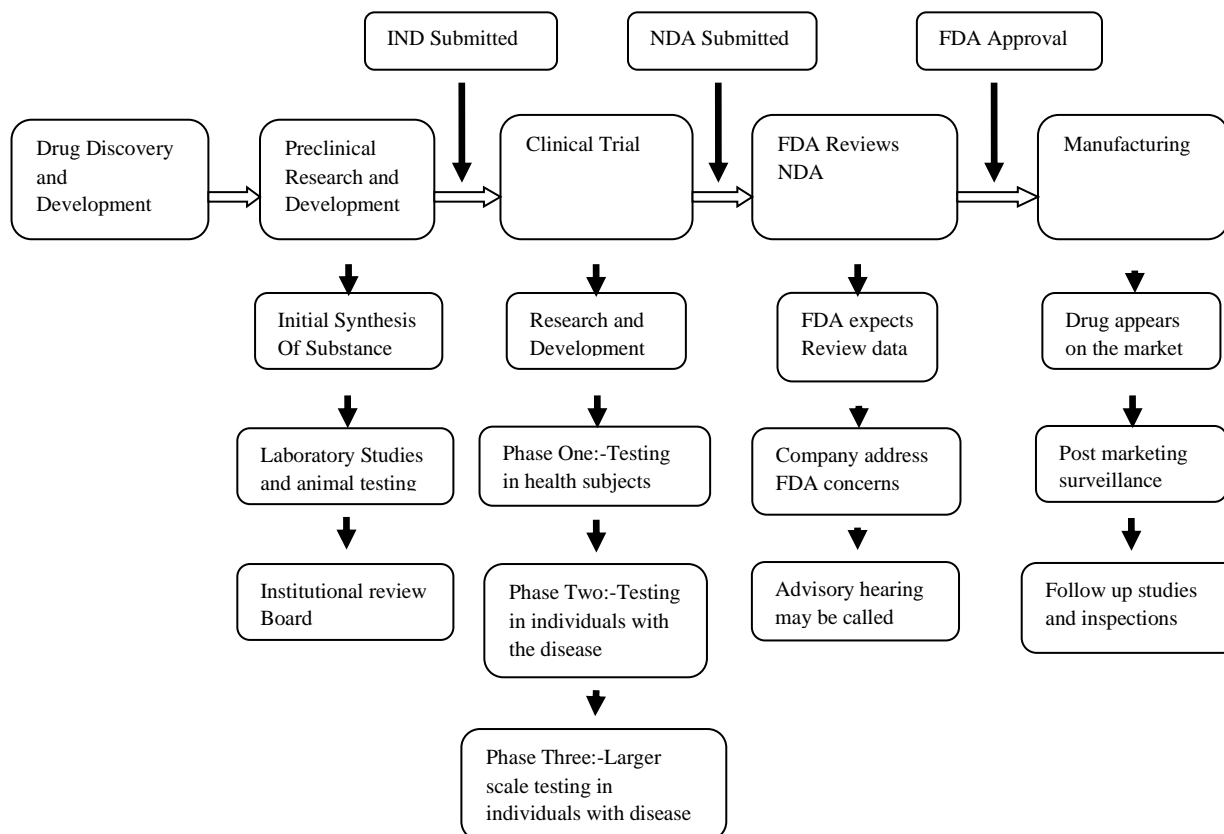 IND Submitted
NDA Submitted
FDA Approval
Drug Discovery
and
Development
Preclinical
Research and
Development
Clinical Trial
FDA Reviews
NDA
Manufacturing
Initial Synthesis
Of Substance
Research and
Development
FDA expects
Review data
Drug appears
on the market
Laboratory Studies
and animal testing
Phase One:-Testing
in health subjects
Company address
FDA concerns
Post marketing
surveillance
Institutional review
Board
Phase Two:-Testing
in individuals with
the disease
Advisory hearing
may be called
Follow up studies
and inspections
Phase Three:-Larger
scale testing in
individuals with disease